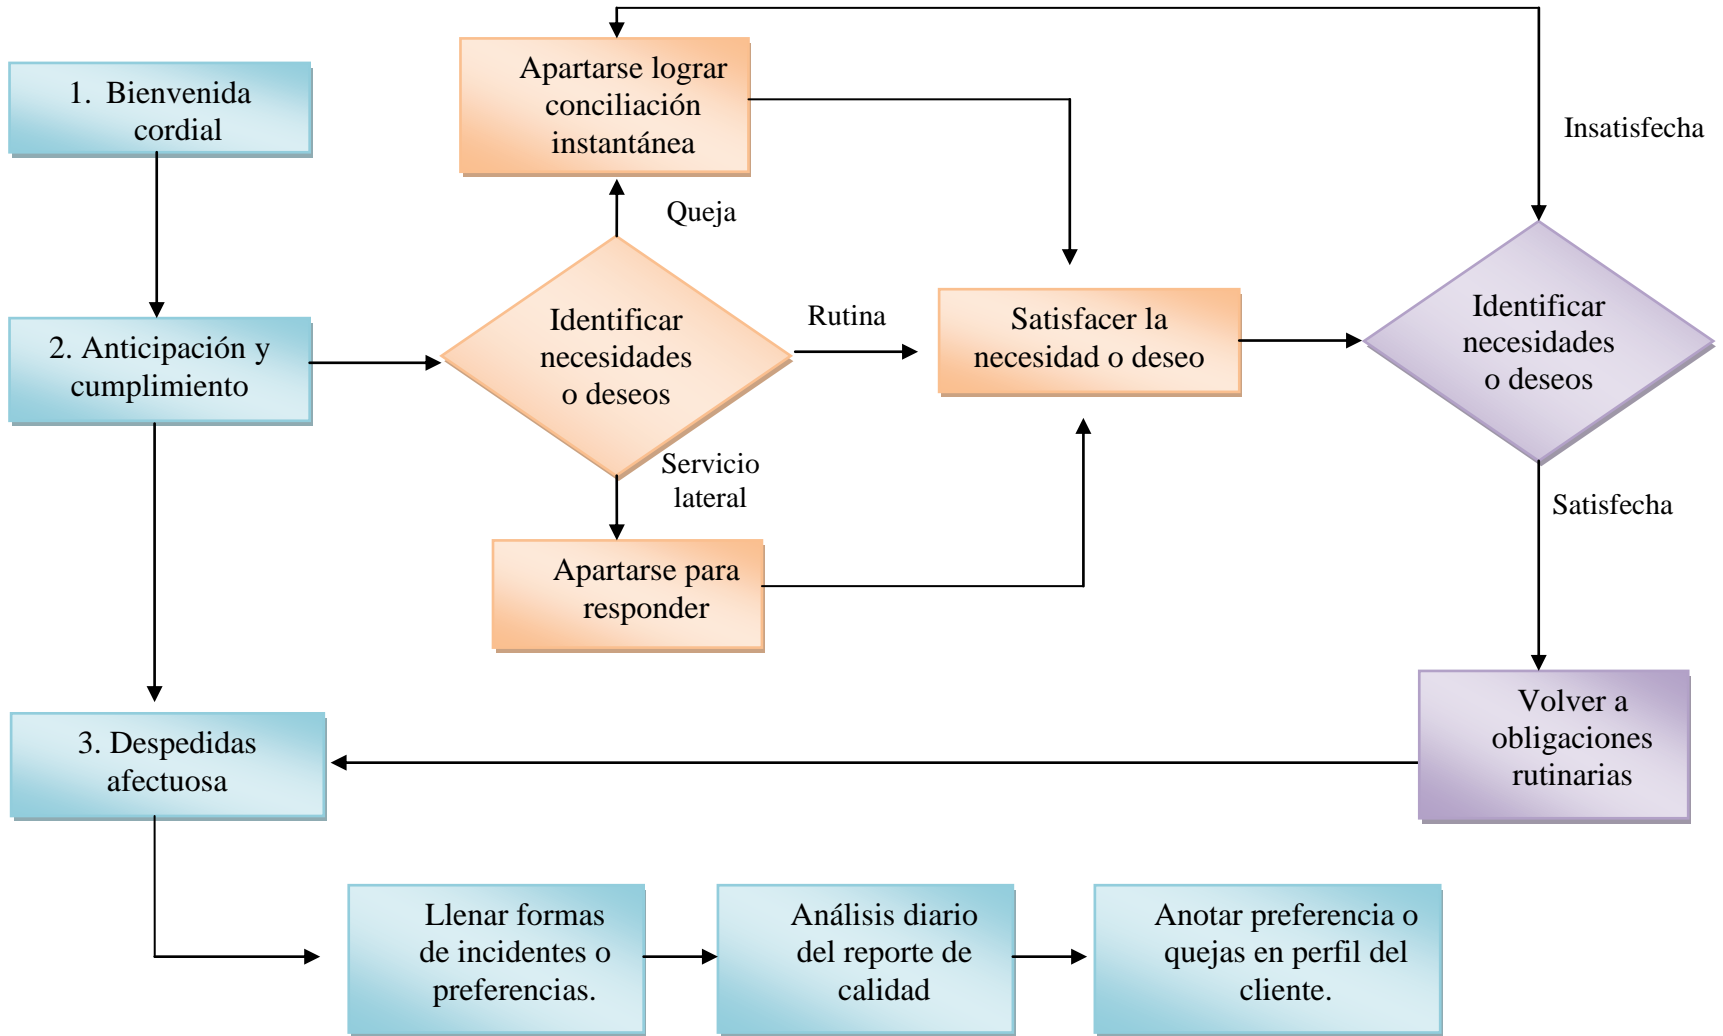 1. Bienvenida
cordial
Apartarse lograr
conciliación
instantánea
Insatisfecha
Queja
2. Anticipación y
cumplimiento
Identificar
necesidades
o deseos
Rutina
Satisfacer la
necesidad o deseo
Identificar
necesidades
o deseos
Servicio
lateral
Satisfecha
Apartarse para
responder
3. Despedidas
afectuosa
Volver a
obligaciones
rutinarias
Llenar formas
de incidentes o
preferencias.
Análisis diario
del reporte de
calidad
Anotar preferencia o
quejas en perfil del
cliente.